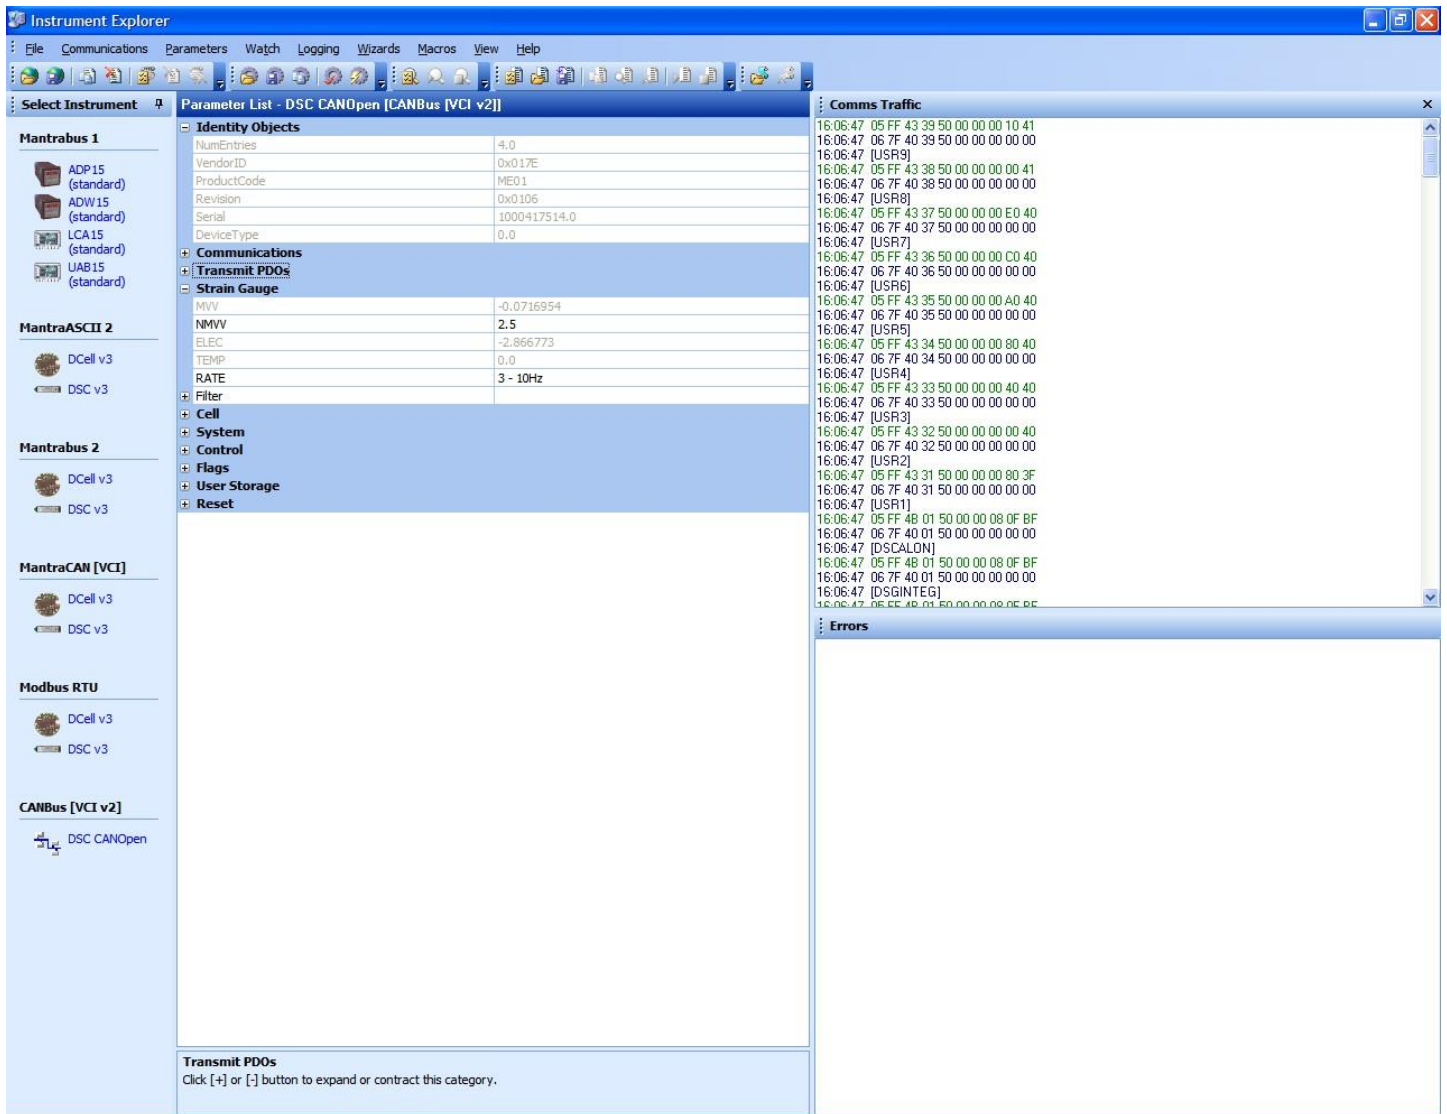 Instrument Explorer
File Communications Parameters Watch Logging Wizards Macros View Help
Select Instrument
Mantrabus 1
ADP15
(standard)
ADW15
(standard)
LCA15
(standard)
UAB15
(standard)
MantraASCII 2
DCell v3
DSC v3
Mantrabus 2
DCell v3
DSC v3
MantraCAN [VCI]
DCell v3
DSC v3
Modbus RTU
DCell v3
DSC v3
CANBus [VCI v2]
DSC CANOpen
Parameter List - DSC CANOpen [CANBus [VCI v2]]
Identity Objects
NumEntries 4.0
VendorID 0x017E
ProductCode ME01
Revision 0x0106
Serial 1000417514.0
DeviceType 0.0
Communications
Transmit PDOs
Strain Gauge
MVV -0.0716954
NMVV 2.5
ELEC -2.866773
TEMP 0.0
RATE 3 - 10Hz
Filter
Cell
System
Control
Flags
User Storage
Reset
Transmit PDOs
Click [+] or [-] button to expand or contract this category.
Comms Traffic
16:06:47 05 FF 43 39 50 00 00 00 10 41
16:06:47 06 7F 40 39 50 00 00 00 00 00
16:06:47 [USR9]
16:06:47 05 FF 43 38 50 00 00 00 00 41
16:06:47 06 7F 40 38 50 00 00 00 00 00
16:06:47 [USR8]
16:06:47 05 FF 43 37 50 00 00 00 E0 40
16:06:47 06 7F 40 37 50 00 00 00 00 00
16:06:47 [USR7]
16:06:47 05 FF 43 36 50 00 00 00 C0 40
16:06:47 06 7F 40 36 50 00 00 00 00 00
16:06:47 [USR6]
16:06:47 05 FF 43 35 50 00 00 00 A0 40
16:06:47 06 7F 40 35 50 00 00 00 00 00
16:06:47 [USR5]
16:06:47 05 FF 43 34 50 00 00 00 80 40
16:06:47 06 7F 40 34 50 00 00 00 00 00
16:06:47 [USR4]
16:06:47 05 FF 43 33 50 00 00 00 40 40
16:06:47 06 7F 40 33 50 00 00 00 00 00
16:06:47 [USR3]
16:06:47 05 FF 43 32 50 00 00 00 00 40
16:06:47 06 7F 40 32 50 00 00 00 00 00
16:06:47 [USR2]
16:06:47 05 FF 43 31 50 00 00 00 80 3F
16:06:47 06 7F 40 31 50 00 00 00 00 00
16:06:47 [USR1]
16:06:47 05 FF 4B 01 50 00 00 08 0F BF
16:06:47 06 7F 40 01 50 00 00 00 00 00
16:06:47 [DSCALON]
16:06:47 05 FF 4B 01 50 00 00 08 0F BF
16:06:47 06 7F 40 01 50 00 00 00 00 00
16:06:47 [DSGINTEG]
16:06:47 05 FF 4B 01 50 00 00 08 0F BF
Errors